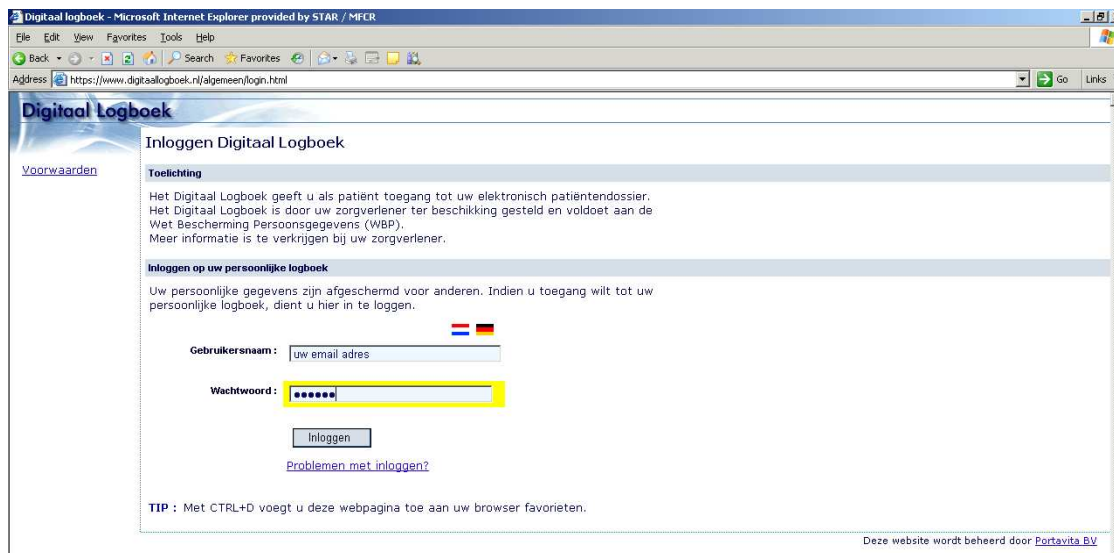 Digitaal logboek - Microsoft Internet Explorer provided by STAR / MFCR
File Edit View Favorites Tools Help
Back Search Favorites
Address https://www.digitaallogboek.nl/algemeen/login.html Go Links
Digitaal Logboek
Inloggen Digitaal Logboek
Voorwaarden
Toelichting
Het Digitaal Logboek geeft u als patiënt toegang tot uw elektronisch patiëntendossier.
Het Digitaal Logboek is door uw zorgverlener ter beschikking gesteld en voldoet aan de
Wet Bescherming Persoonsgegevens (WBP).
Meer informatie is te verkrijgen bij uw zorgverlener.
Inloggen op uw persoonlijke logboek
Uw persoonlijke gegevens zijn afgeschermd voor anderen. Indien u toegang wilt tot uw
persoonlijke logboek, dient u hier in te loggen.
Gebruikersnaam : uw email adres
Wachtwoord : ••••••
Inloggen
Problemen met inloggen?
TIP : Met CTRL+D voegt u deze webpagina toe aan uw browser favorieten.
Deze website wordt beheerd door Portavita BV